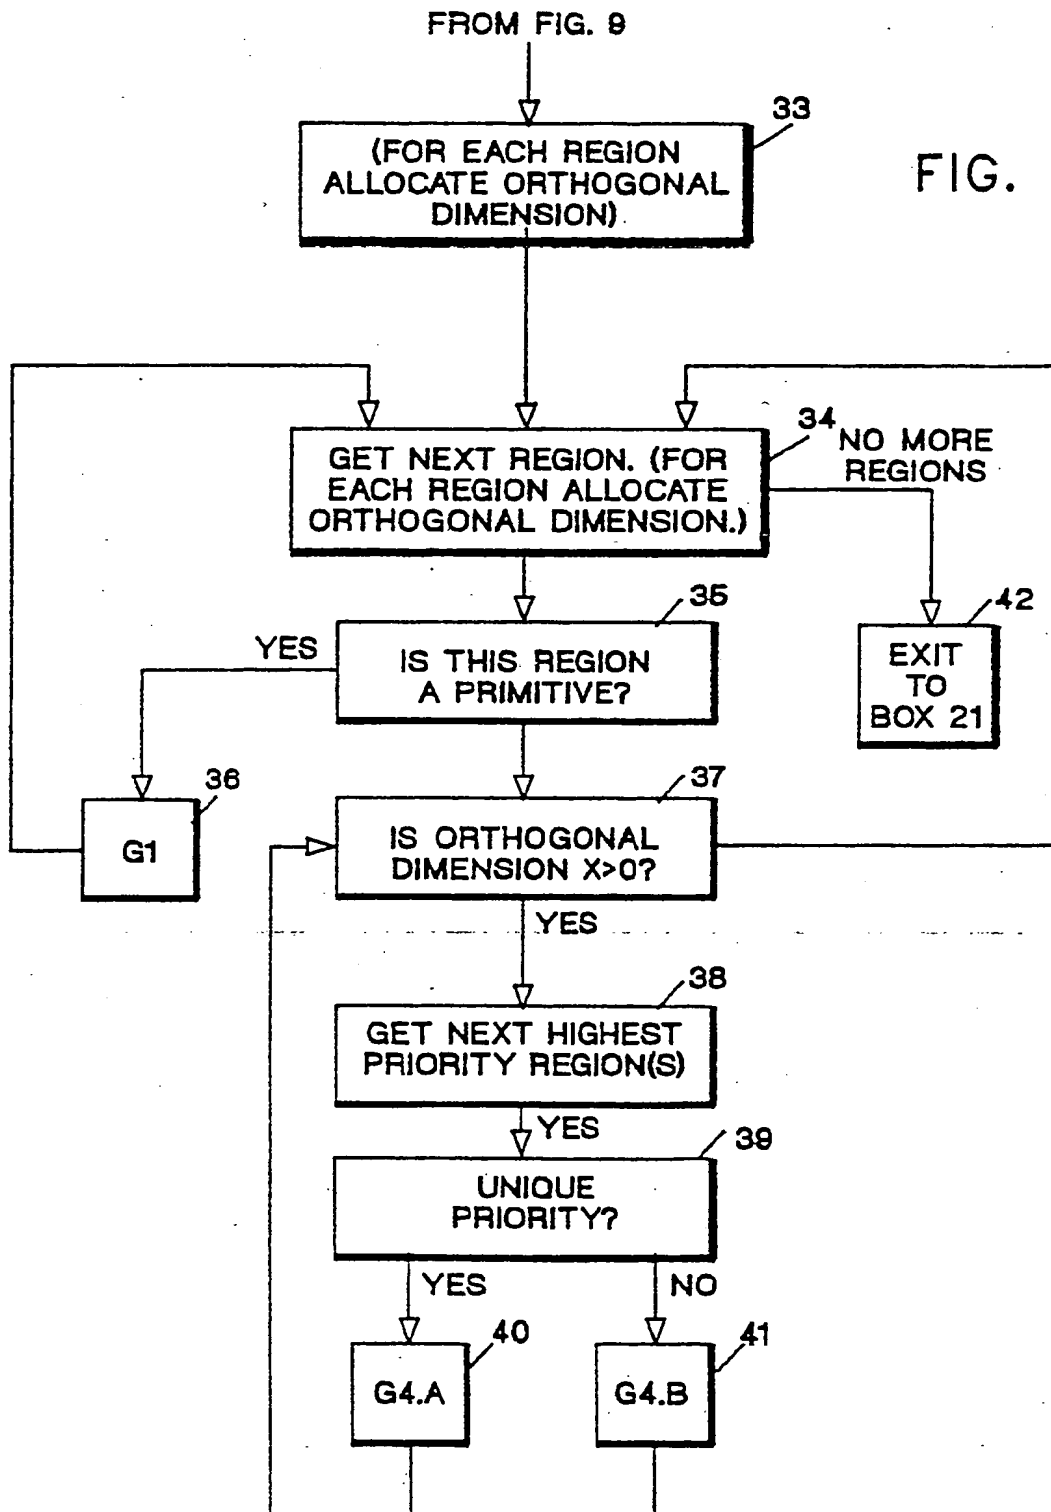 FROM FIG. 9
33
(FOR EACH REGION
ALLOCATE ORTHOGONAL
DIMENSION)
FIG.
34
NO MORE
REGIONS
GET NEXT REGION. (FOR
EACH REGION ALLOCATE
ORTHOGONAL DIMENSION.)
35
YES
IS THIS REGION
A PRIMITIVE?
42
EXIT
TO
BOX 21
36
G1
37
IS ORTHOGONAL
DIMENSION X>0?
YES
38
GET NEXT HIGHEST
PRIORITY REGION(S)
YES
39
UNIQUE
PRIORITY?
YES
NO
40
G4.A
41
G4.B